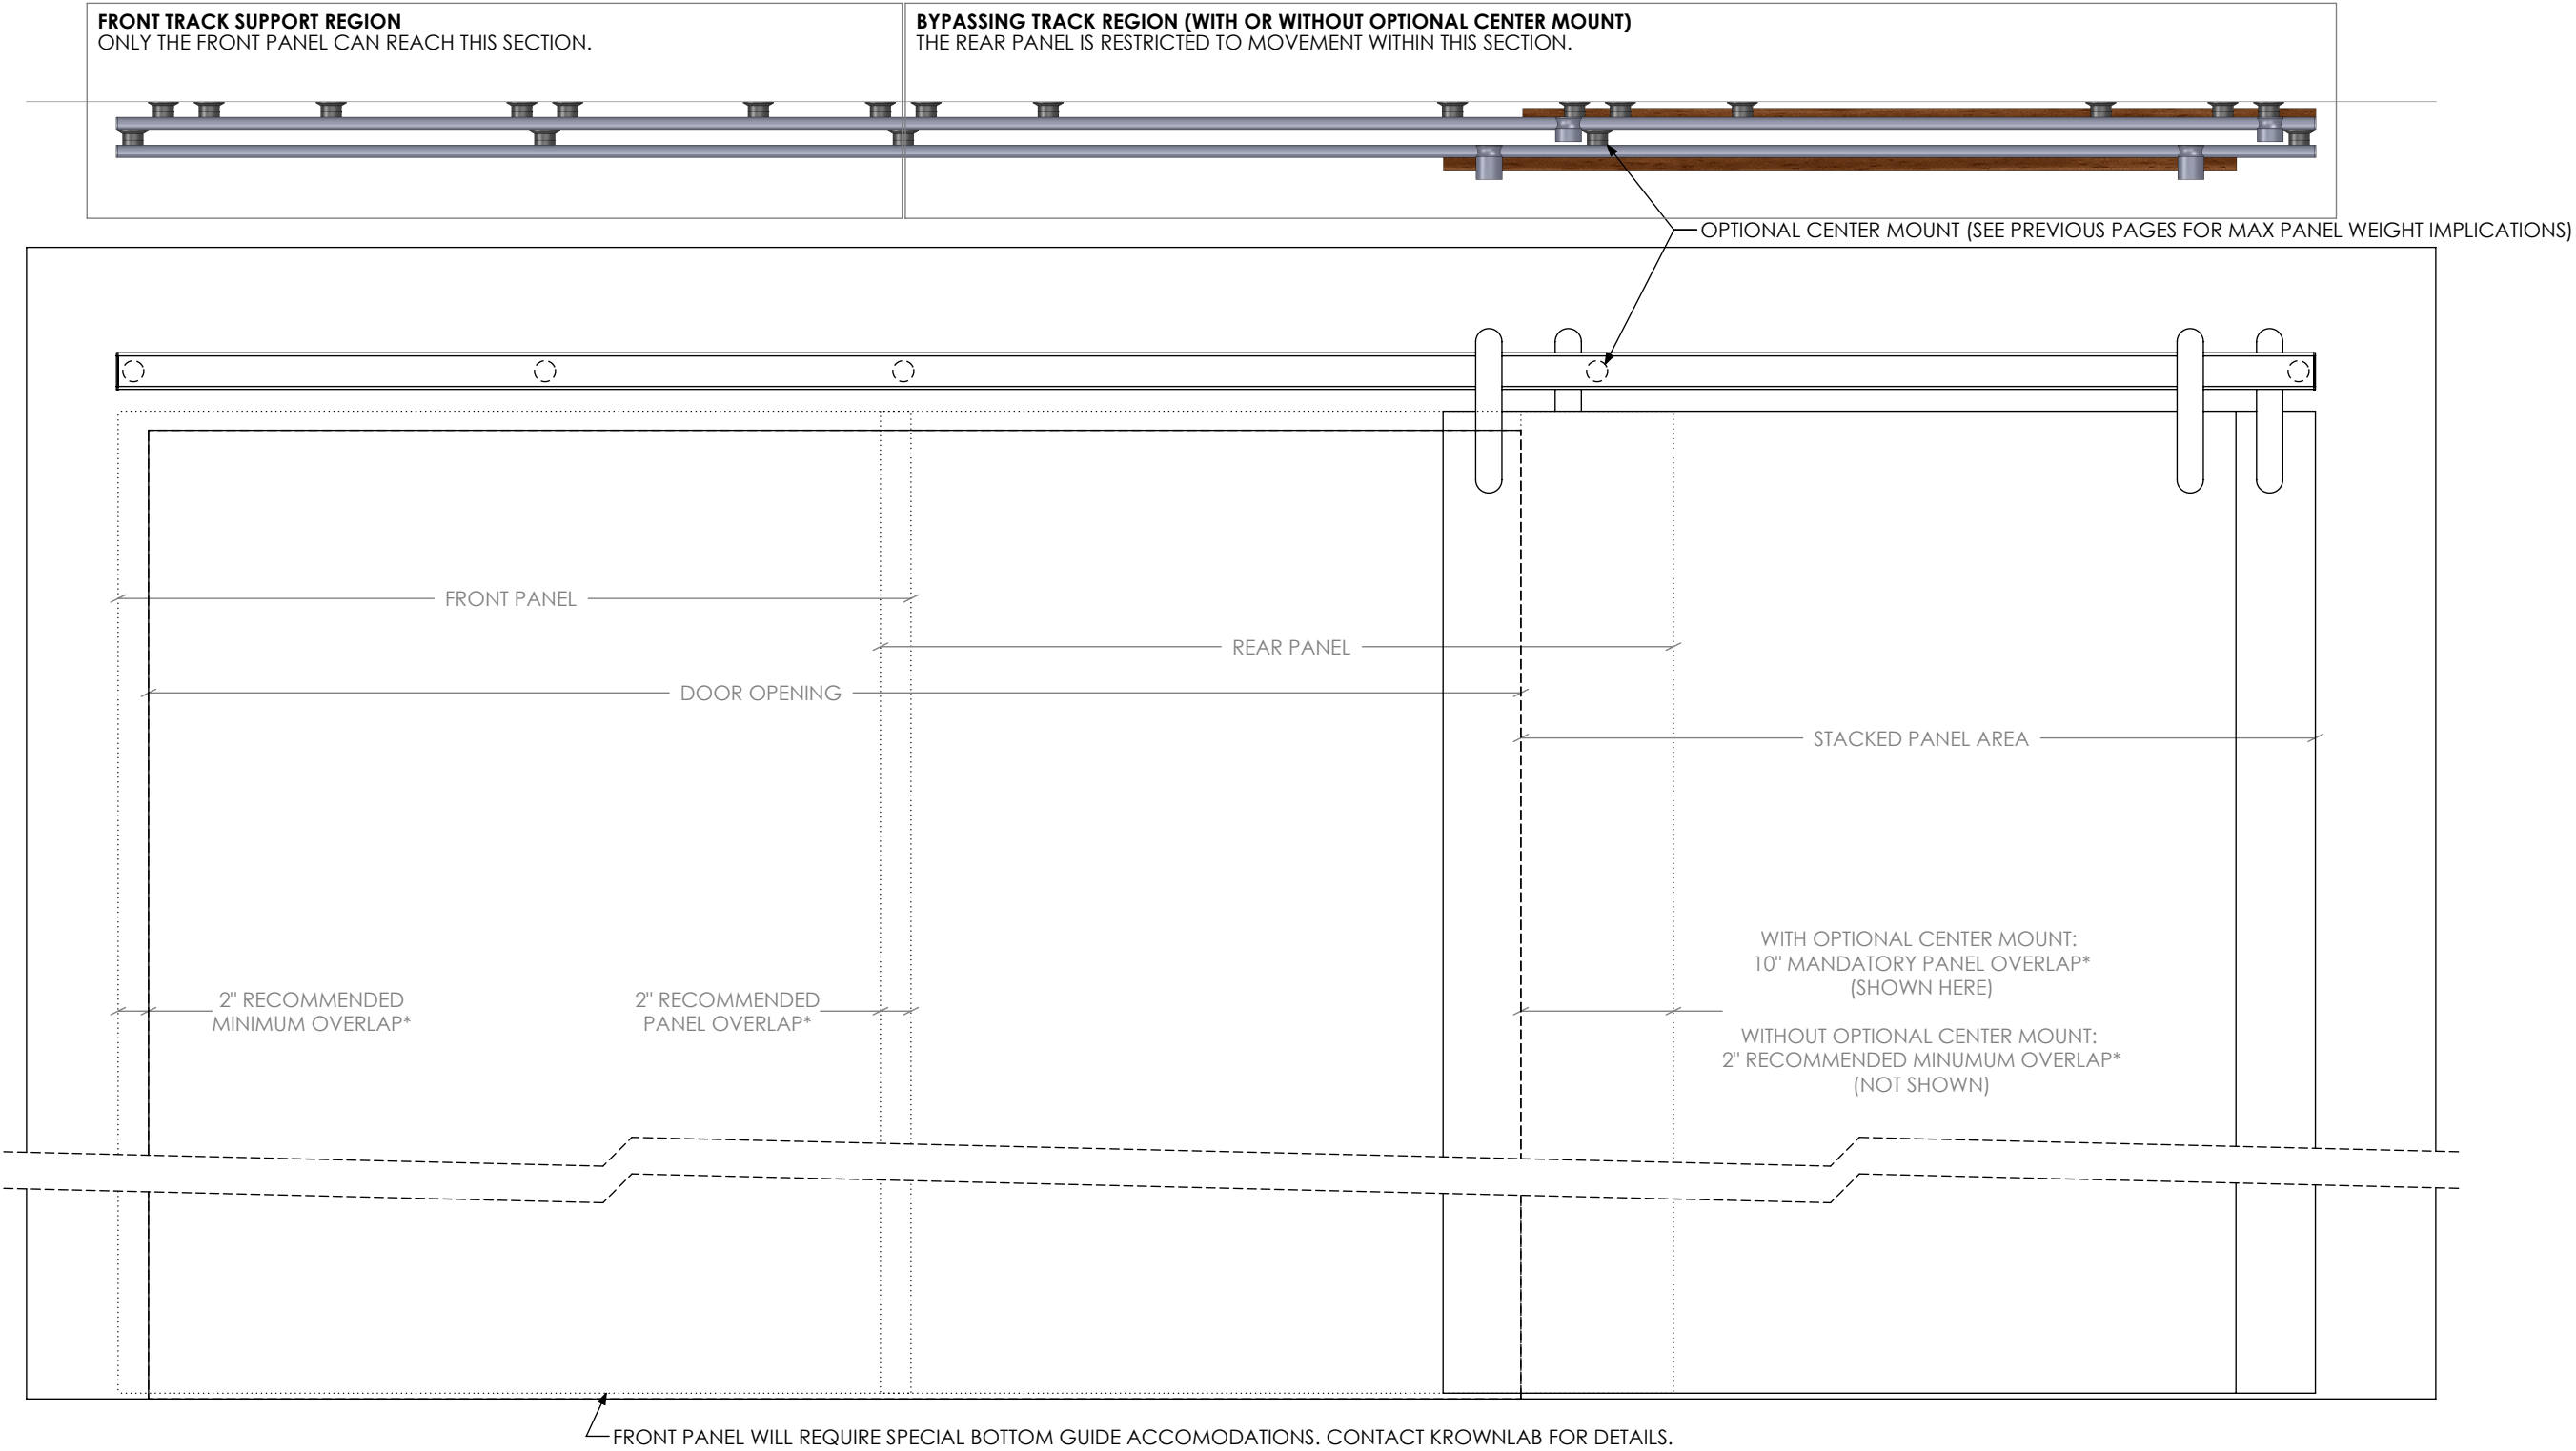 FRONT TRACK SUPPORT REGION
ONLY THE FRONT PANEL CAN REACH THIS SECTION.
BYPASSING TRACK REGION (WITH OR WITHOUT OPTIONAL CENTER MOUNT)
THE REAR PANEL IS RESTRICTED TO MOVEMENT WITHIN THIS SECTION.
OPTIONAL CENTER MOUNT (SEE PREVIOUS PAGES FOR MAX PANEL WEIGHT IMPLICATIONS)
FRONT PANEL
REAR PANEL
DOOR OPENING
STACKED PANEL AREA
2" RECOMMENDED
MINIMUM OVERLAP*
2" RECOMMENDED
PANEL OVERLAP*
WITH OPTIONAL CENTER MOUNT:
10" MANDATORY PANEL OVERLAP*
(SHOWN HERE)
WITHOUT OPTIONAL CENTER MOUNT:
2" RECOMMENDED MINUMUM OVERLAP*
(NOT SHOWN)
FRONT PANEL WILL REQUIRE SPECIAL BOTTOM GUIDE ACCOMODATIONS. CONTACT KROWNLAB FOR DETAILS.